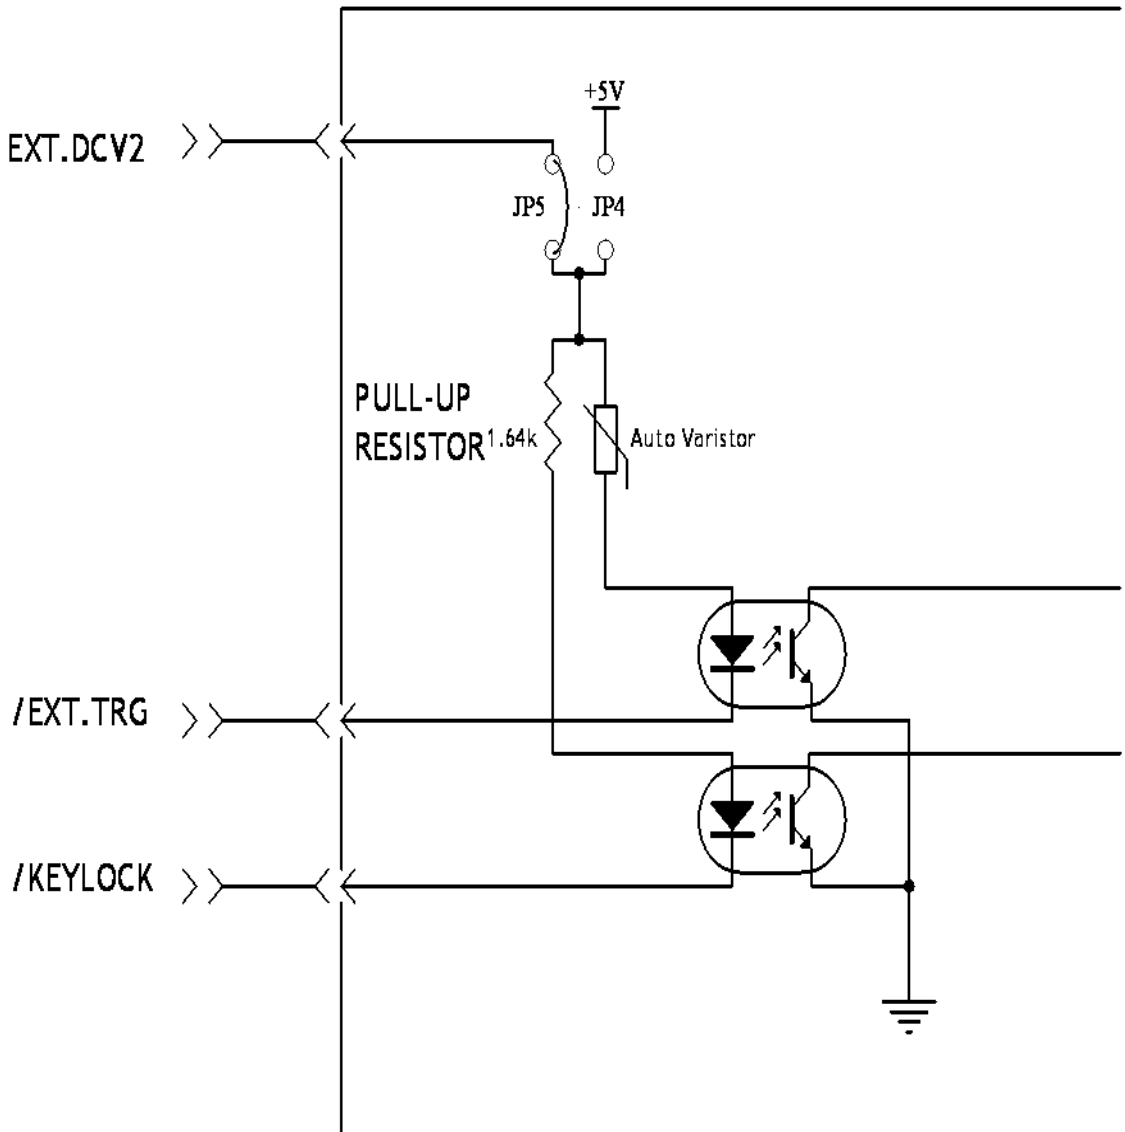 +5V
EXT.DCV2
JP5 JP4
PULL-UP
RESISTOR 1.64k
Auto Varistor
/EXT.TRG
/KEYLOCK